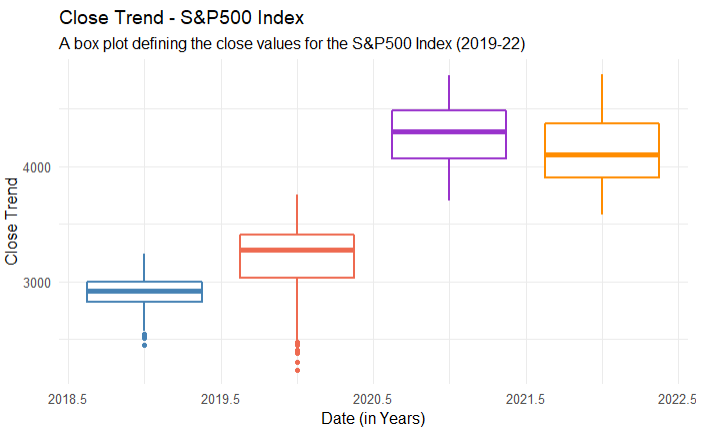 Close Trend - S&P500 Index
A box plot defining the close values for the S&P500 Index (2019-22)
Close Trend
4000
3000
2018.5 2019.5 2020.5 2021.5 2022.5
Date (in Years)